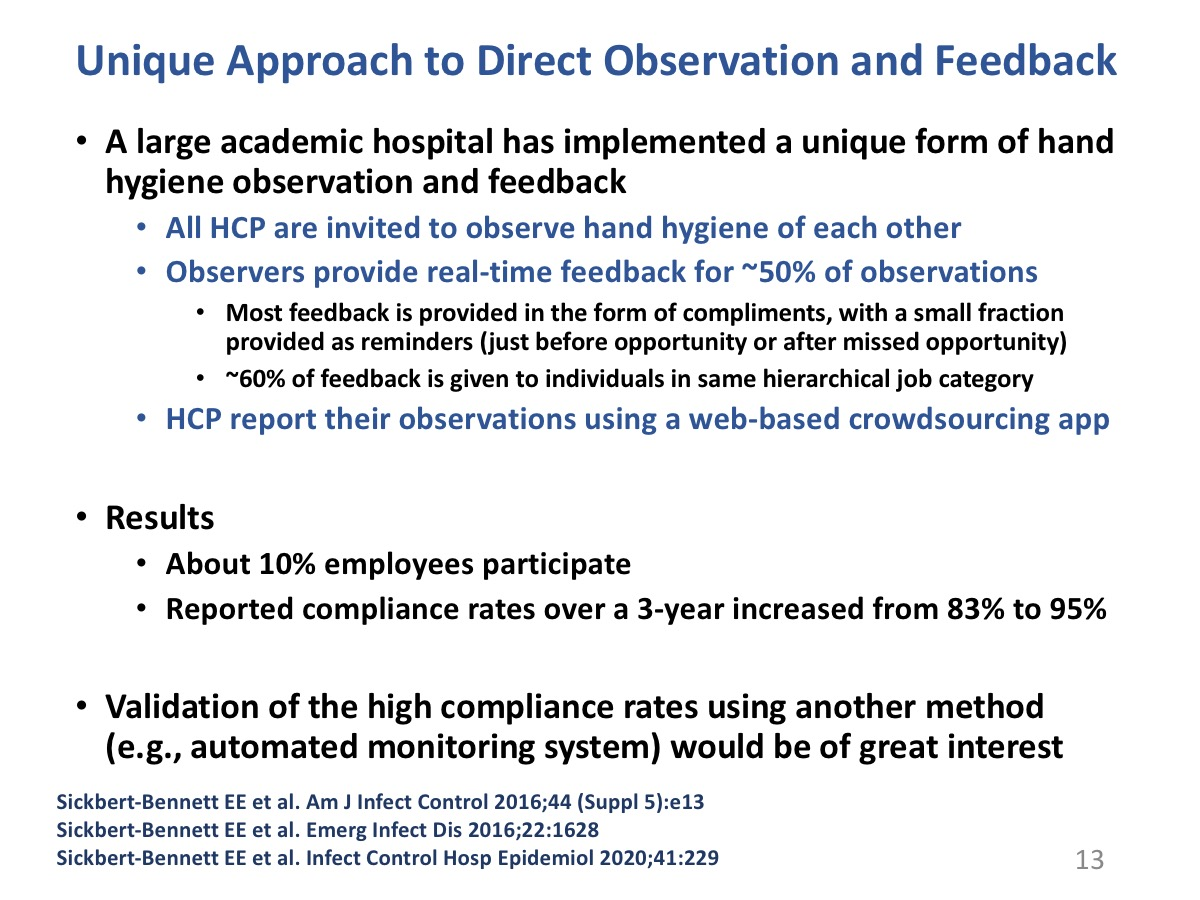 Unique Approach to Direct Observation and Feedback
• A large academic hospital has implemented a unique form of hand
hygiene observation and feedback
• All HCP are invited to observe hand hygiene of each other
• Observers provide real-time feedback for ~50% of observations
• Most feedback is provided in the form of compliments, with a small fraction
provided as reminders (just before opportunity or after missed opportunity)
• ~60% of feedback is given to individuals in same hierarchical job category
• HCP report their observations using a web-based crowdsourcing app
• Results
• About 10% employees participate
• Reported compliance rates over a 3-year increased from 83% to 95%
• Validation of the high compliance rates using another method
(e.g., automated monitoring system) would be of great interest
Sickbert-Bennett EE et al. Am J Infect Control 2016;44 (Suppl 5):e13
Sickbert-Bennett EE et al. Emerg Infect Dis 2016;22:1628
Sickbert-Bennett EE et al. Infect Control Hosp Epidemiol 2020;41:229
13